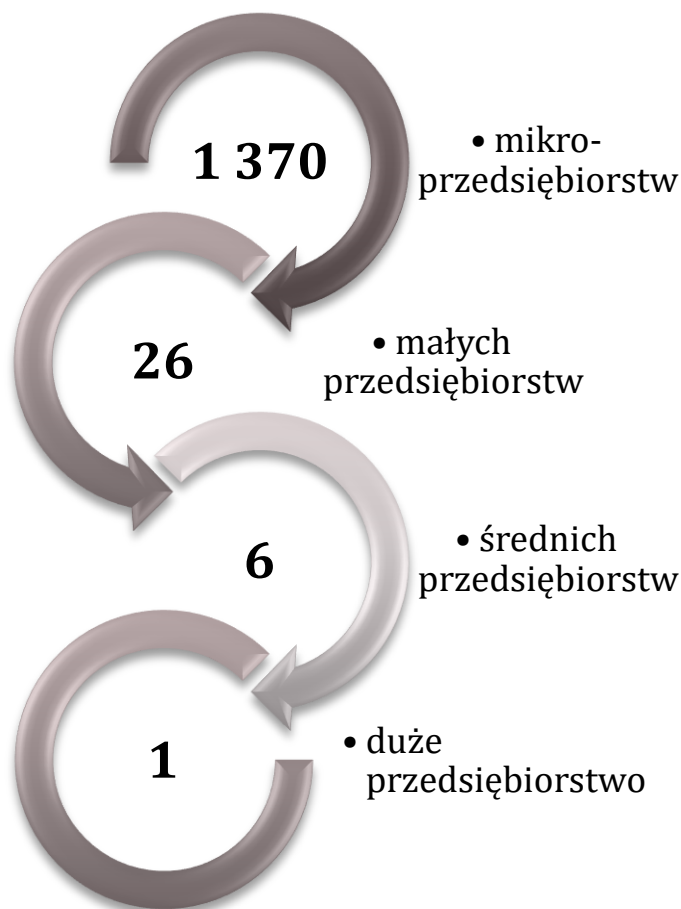 1 370
• mikro-
przedsiębiorstw
26
• małych
przedsiębiorstw
6
• średnich
przedsiębiorstw
1
• duże
przedsiębiorstwo